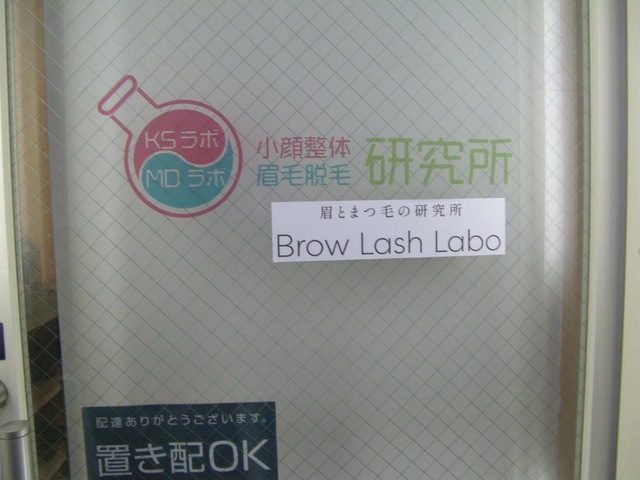 KSラボ
MDラボ
小顔整体
眉毛脱毛
研究所
眉とまつ毛の研究所
Brow Lash Labo
配達ありがとうございます。
置き配OK